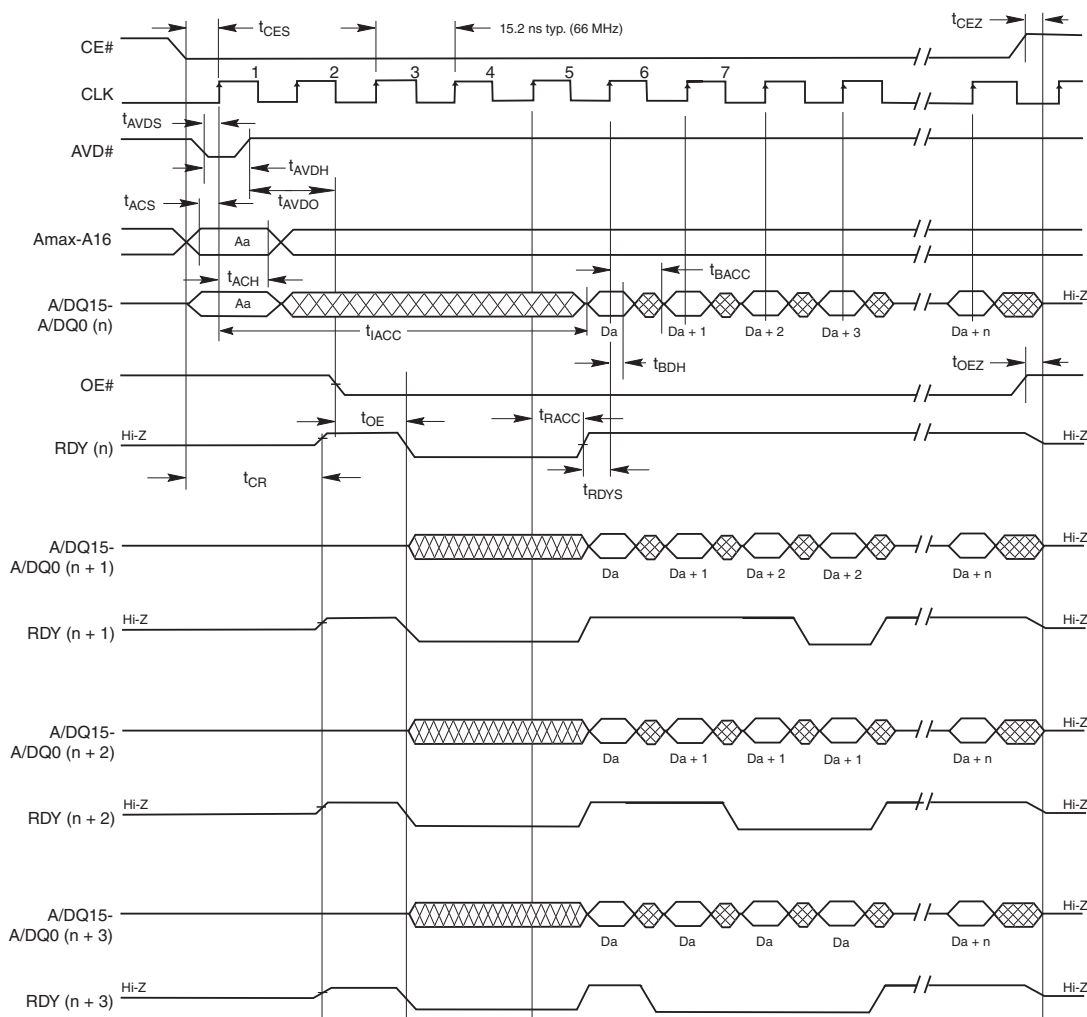 tCES
15.2 ns typ. (66 MHz)
tCEZ
CE#
1 2 3 4 5 6 7
CLK
tAVDS
AVD#
tAVDH
tAVDO
tACS
Amax-A16
Aa
tACH
tBACC
A/DQ15-
A/DQ0 (n)
Aa
Hi-Z
tIACC
Da
Da + 1
Da + 2
Da + 3
Da + n
tBDH
tOEZ
OE#
tOE
tRACC
RDY (n)
Hi-Z
Hi-Z
tCR
tRDYS
A/DQ15-
A/DQ0 (n + 1)
Hi-Z
Da
Da + 1
Da + 2
Da + 2
Da + n
RDY (n + 1)
Hi-Z
Hi-Z
A/DQ15-
A/DQ0 (n + 2)
Hi-Z
Da
Da + 1
Da + 1
Da + 1
Da + n
RDY (n + 2)
Hi-Z
Hi-Z
A/DQ15-
A/DQ0 (n + 3)
Hi-Z
Da
Da
Da
Da
Da + n
RDY (n + 3)
Hi-Z
Hi-Z